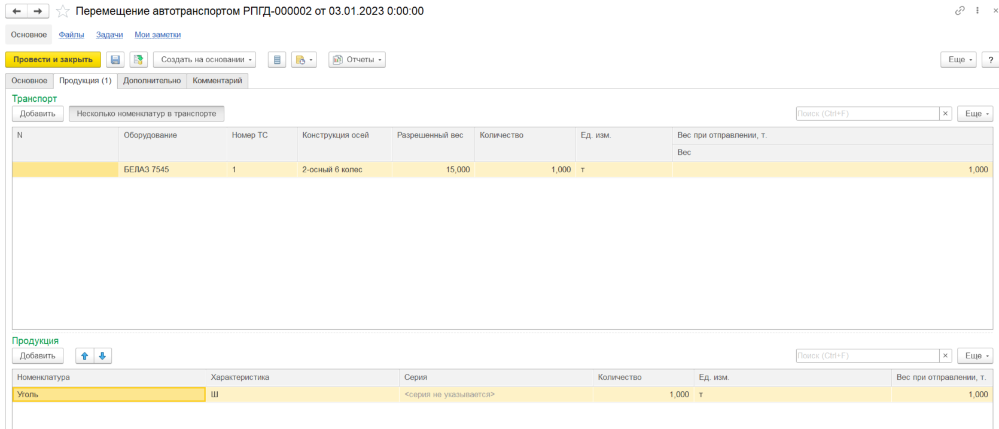 Перемещение автотранспортом РПГД-000002 от 03.01.2023 0:00:00
Основное Файлы Задачи Мои заметки
Провести и закрыть Создать на основании Отчеты Еще ?
Основное Продукция (1) Дополнительно Комментарий
Транспорт
Добавить Несколько номенклатур в транспорте Поиск (Ctrl+F) × Еще
N Оборудование Номер ТС Конструкция осей Разрешенный вес Количество Ед. изм. Вес при отправлении, т.
Вес
БЕЛАЗ 7545 1 2-осный 6 колес 15,000 1,000 т 1,000
Продукция
Добавить Поиск (Ctrl+F) × Еще
Номенклатура Характеристика Серия Количество Ед. изм. Вес при отправлении, т.
Уголь Ш <серия не указывается> 1,000 т 1,000